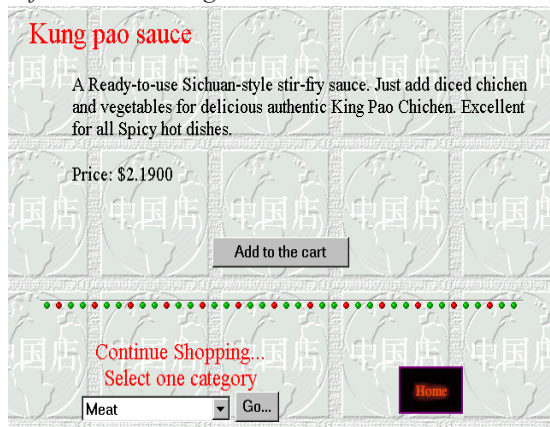 Kung pao sauce
A Ready-to-use Sichuan-style stir-fry sauce. Just add diced chichen
and vegetables for delicious authentic King Pao Chichen. Excellent
for all Spicy hot dishes.
Price: $2.1900
中国店
Add to the cart
Continue Shopping...
Select one category
Meat
Go...
Home